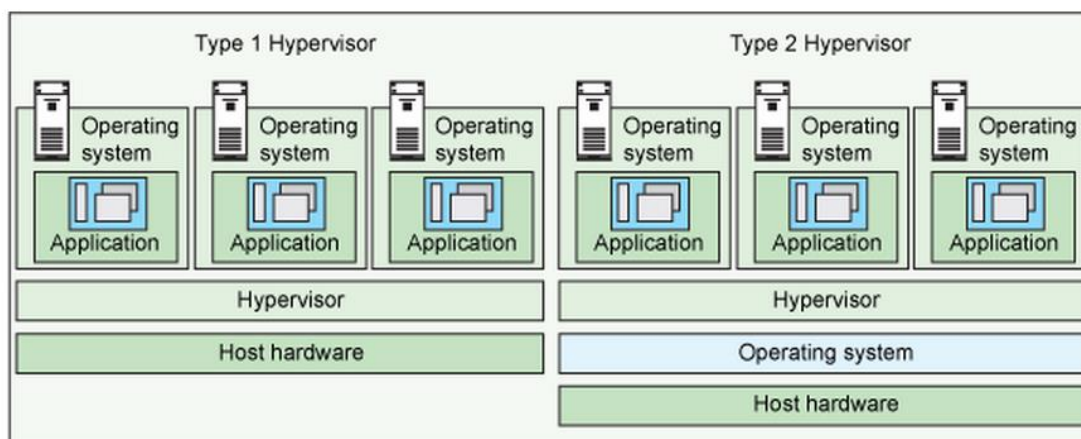 Type 1 Hypervisor
Type 2 Hypervisor
Operating
system
Application
Operating
system
Application
Operating
system
Application
Operating
system
Application
Operating
system
Application
Operating
system
Application
Hypervisor
Host hardware
Hypervisor
Operating system
Host hardware